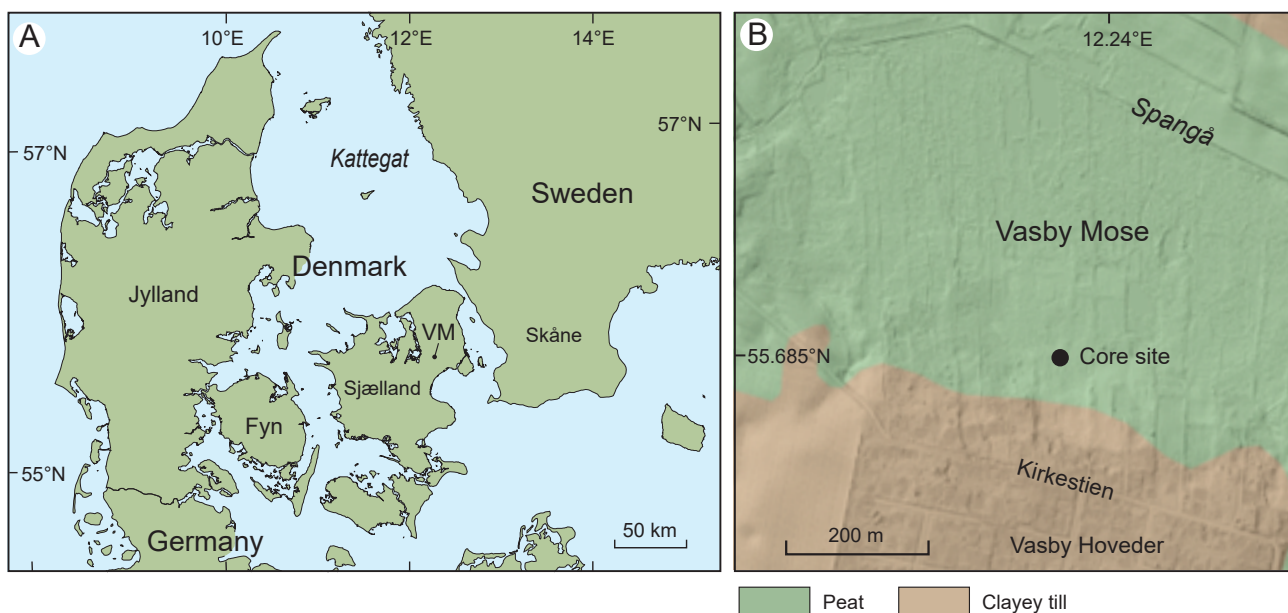 A
10°E
12°E
14°E
57°N
57°N
Kattegat
Sweden
Denmark
Jylland
VM
Skåne
Sjælland
Fyn
55°N
Germany
50 km
B
12.24°E
Spangå
Vasby Mose
55.685°N
Core site
Kirkestien
200 m
Vasby Hoveder
Peat
Clayey till